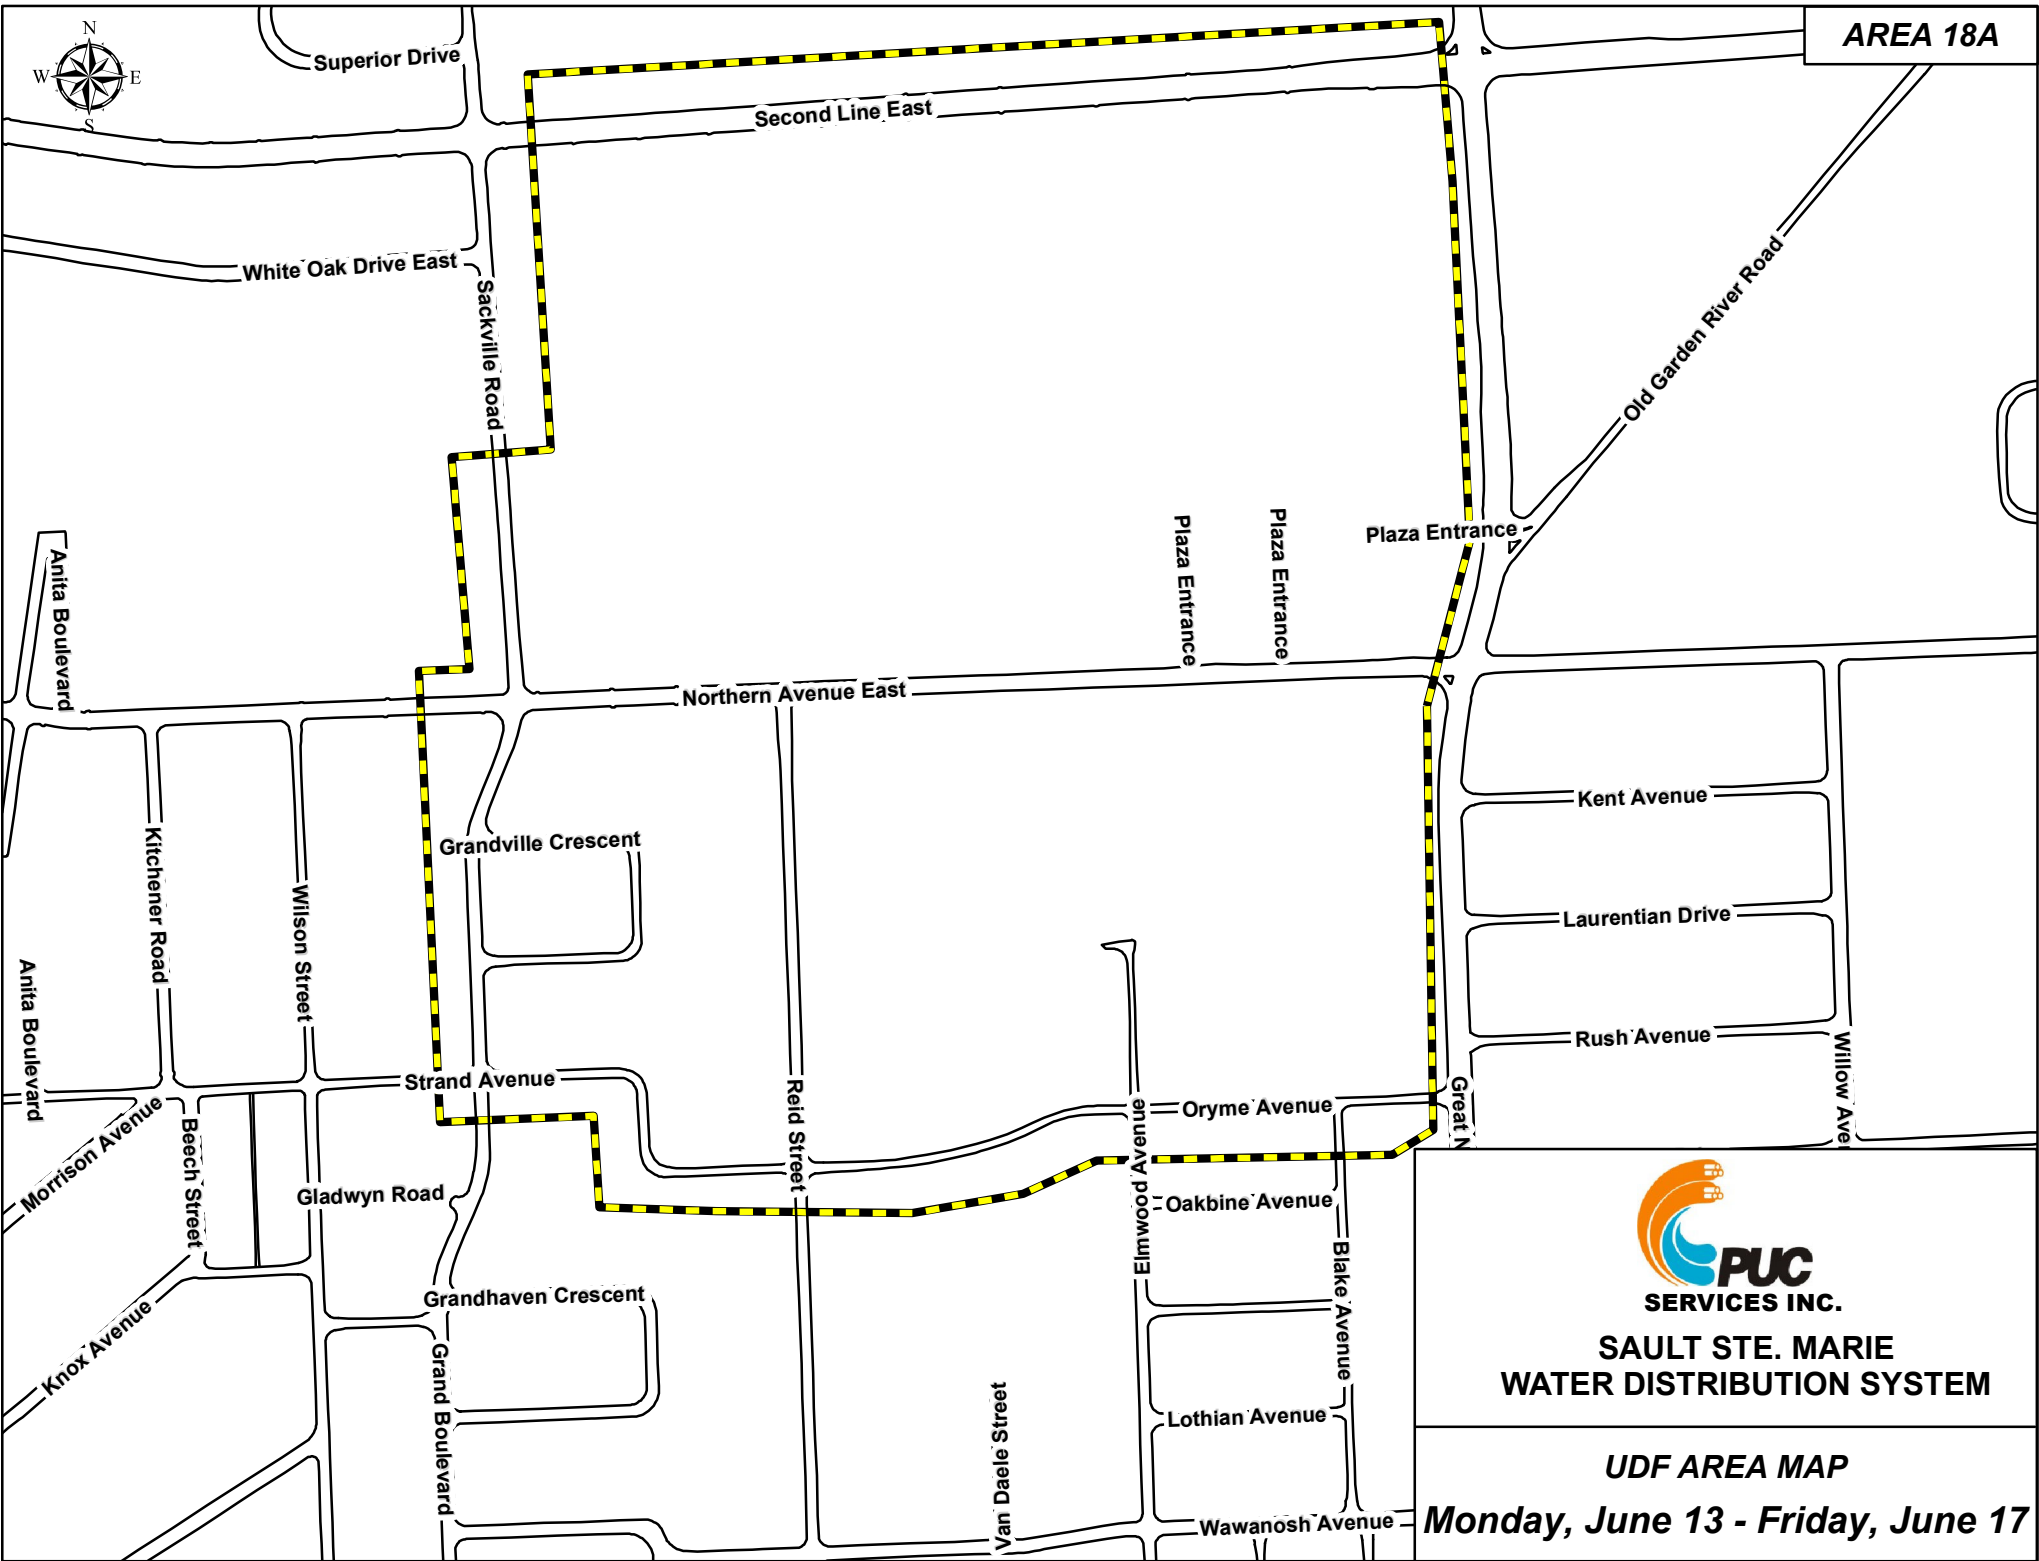 AREA 18A
N
W
E
S
Superior Drive
Second Line East
White Oak Drive East
Sackville Road
Old Garden River Road
Plaza Entrance
Plaza Entrance
Plaza Entrance
Anita Boulevard
Northern Avenue East
Kent Avenue
Grandville Crescent
Kitchener Road
Wilson Street
Laurentian Drive
Anita Boulevard
Rush Avenue
Willow Ave
Strand Avenue
Reid Street
Great N
Oryme Avenue
Elmwood Avenue
Morrison Avenue
Beech Street
Gladwyn Road
Oakbine Avenue
Blake Avenue
Grandhaven Crescent
Knox Avenue
Grand Boulevard
Van Daele Street
Lothian Avenue
Wawanosh Avenue
PUC
SERVICES INC.
SAULT STE. MARIE
WATER DISTRIBUTION SYSTEM
UDF AREA MAP
Monday, June 13 - Friday, June 17